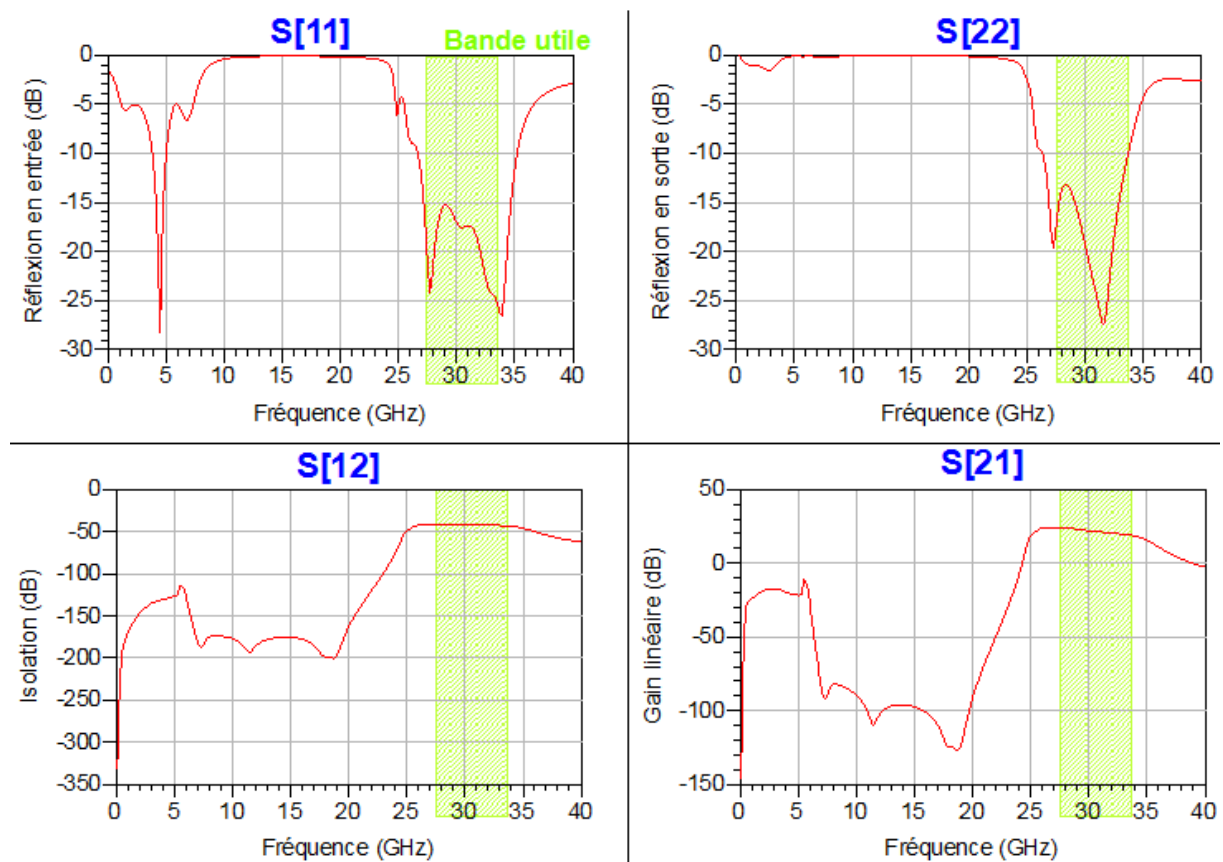 S[11]
Bande utile
Réflexion en entrée (dB)
0
-5
-10
-15
-20
-25
-30
0 5 10 15 20 25 30 35 40
Fréquence (GHz)
S[22]
Réflexion en sortie (dB)
0
-5
-10
-15
-20
-25
-30
0 5 10 15 20 25 30 35 40
Fréquence (GHz)
S[12]
Isolation (dB)
0
-50
-100
-150
-200
-250
-300
-350
0 5 10 15 20 25 30 35 40
Fréquence (GHz)
S[21]
Gain linéaire (dB)
50
0
-50
-100
-150
0 5 10 15 20 25 30 35 40
Fréquence (GHz)